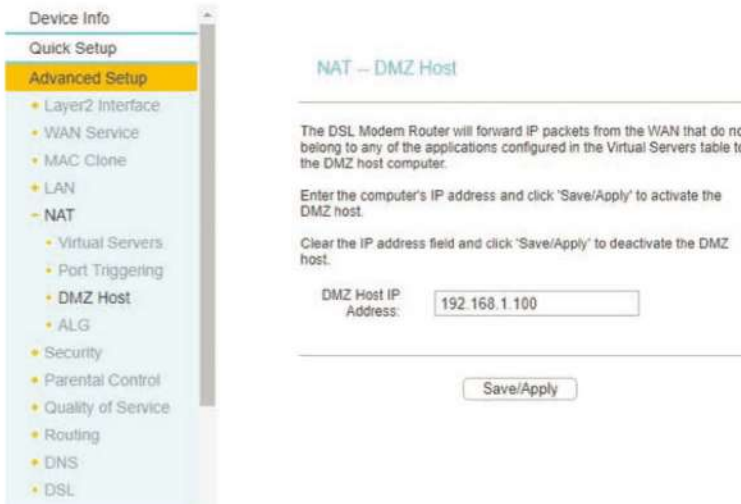 Device Info
Quick Setup
Advanced Setup
Layer2 Interface
WAN Service
MAC Clone
LAN
NAT
Virtual Servers
Port Triggering
DMZ Host
ALG
Security
Parental Control
Quality of Service
Routing
DNS
DSL
NAT -- DMZ Host
The DSL Modem Router will forward IP packets from the WAN that do no
belong to any of the applications configured in the Virtual Servers table to
the DMZ host computer.
Enter the computer's IP address and click 'Save/Apply' to activate the
DMZ host.
Clear the IP address field and click 'Save/Apply' to deactivate the DMZ
host.
DMZ Host IP
Address:
192.168.1.100
Save/Apply